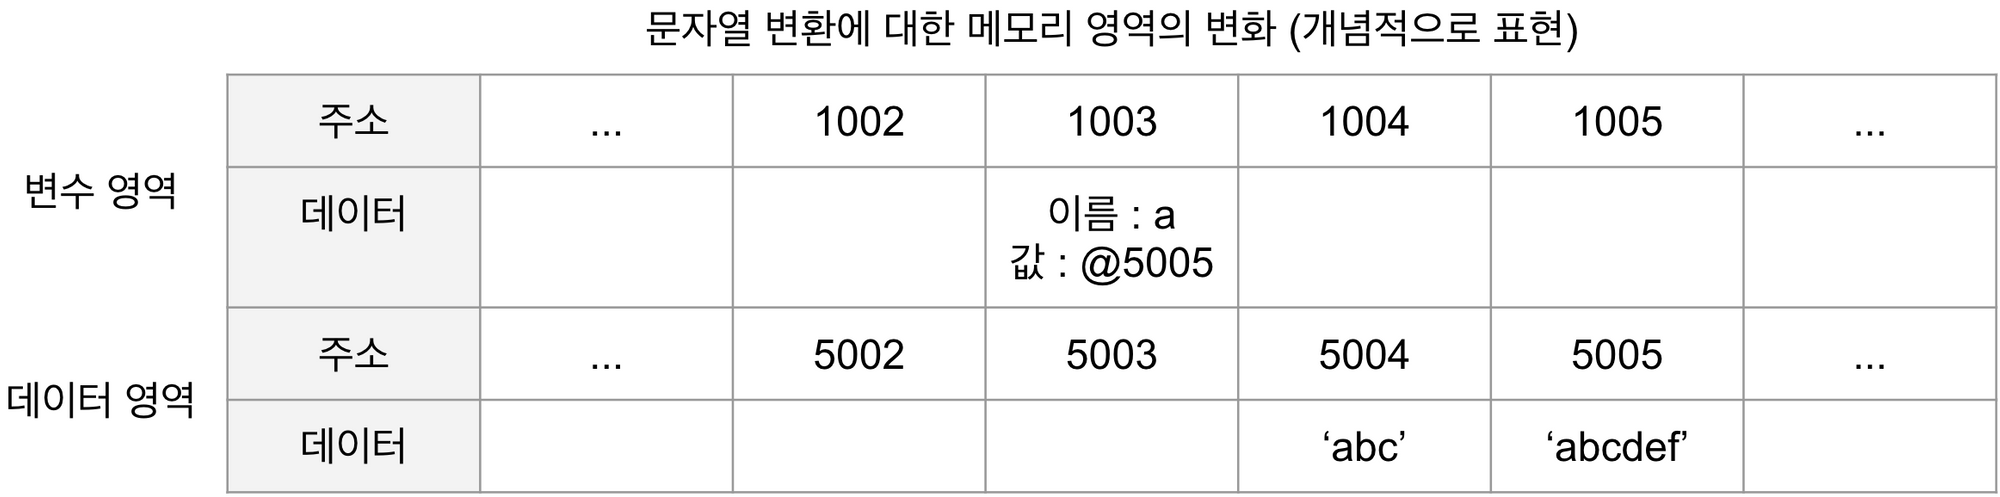 문자열 변환에 대한 메모리 영역의 변화 (개념적으로 표현)
변수 영역
주소 ... 1002 1003 1004 1005 ...
데이터 이름 : a
값 : @5005
데이터 영역
주소 ... 5002 5003 5004 5005 ...
데이터 ‘abc’ ‘abcdef’